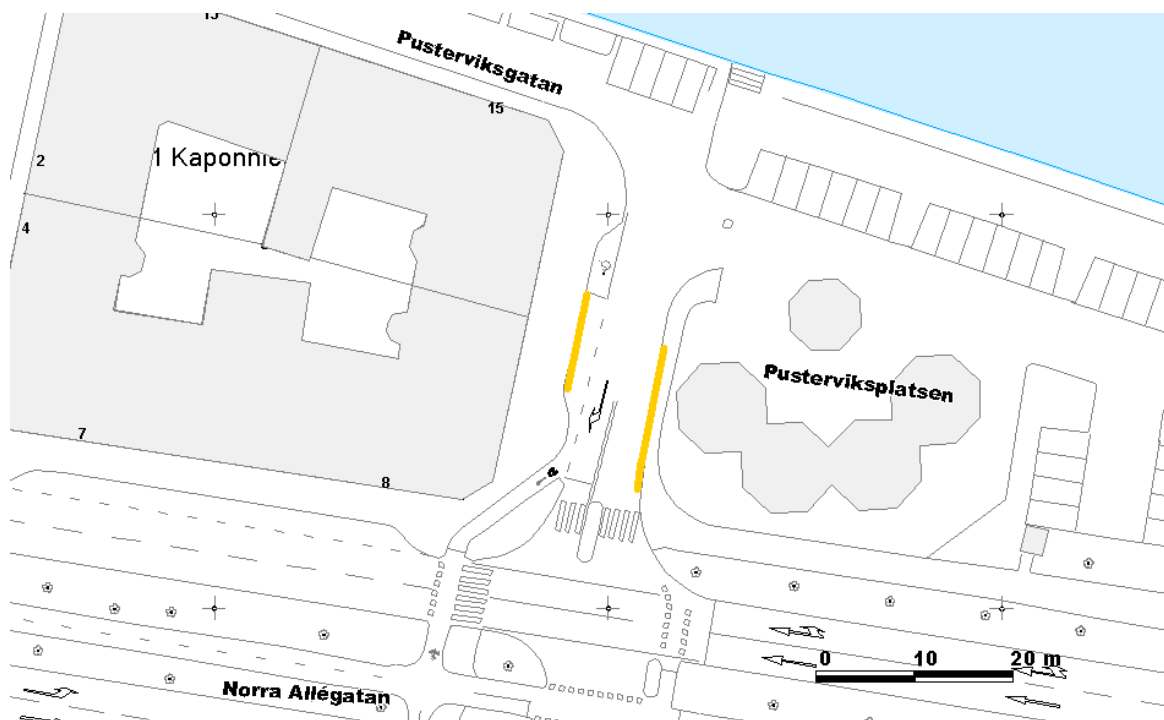 Pusterviksgatan
15
1 Kaponnie
2
4
Pusterviksplatsen
7
8
0 10 20 m
Norra Allégatan